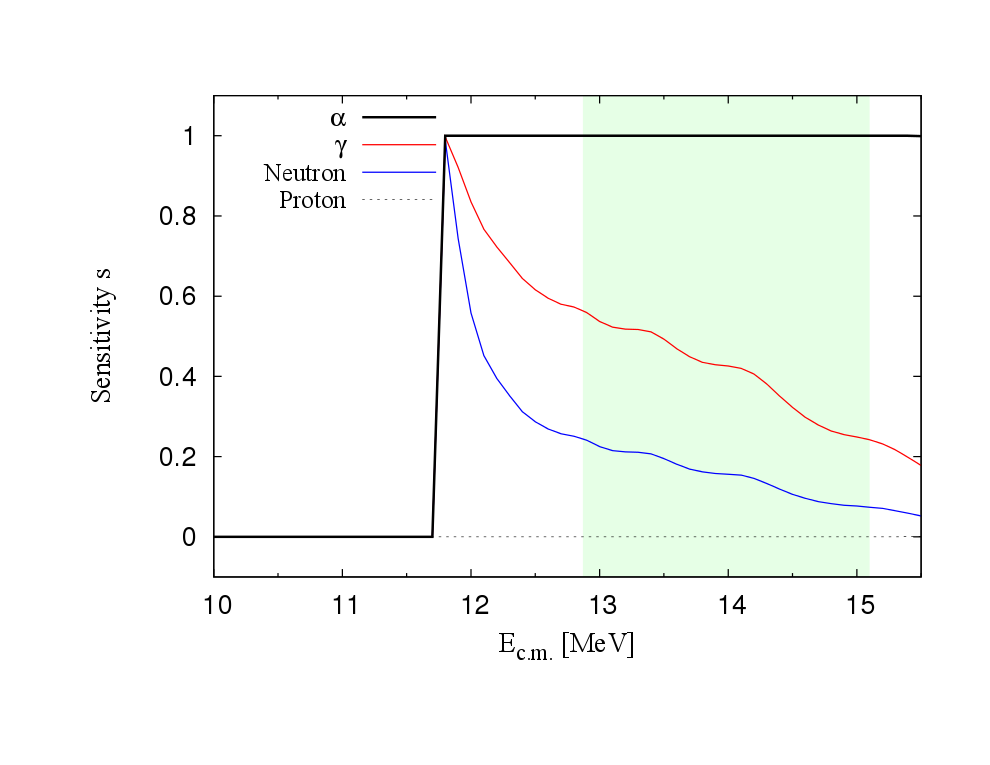 α
γ
Neutron
Proton
1
0.8
0.6
0.4
0.2
0
Sensitivity s
10 11 12 13 14 15
E_c.m. [MeV]